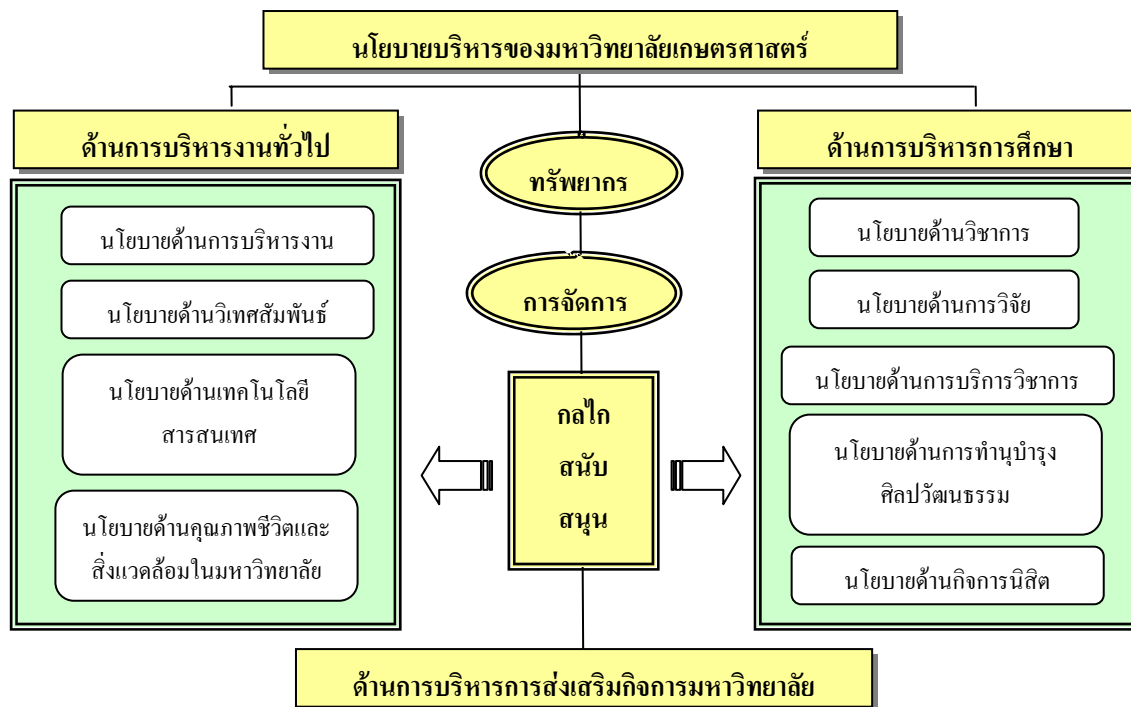 นโยบายบริหารของมหาวิทยาลัยเกษตรศาสตร์
ด้านการบริหารงานทั่วไป
นโยบายด้านการบริหารงาน
นโยบายด้านวิเทศสัมพันธ์
นโยบายด้านเทคโนโลยี
สารสนเทศ
นโยบายด้านคุณภาพชีวิตและ
สิ่งแวดล้อมในมหาวิทยาลัย
ทรัพยากร
การจัดการ
กลไก
สนับ
สนุน
ด้านการบริหารการศึกษา
นโยบายด้านวิชาการ
นโยบายด้านการวิจัย
นโยบายด้านการบริการวิชาการ
นโยบายด้านการทำนุบำรุง
ศิลปวัฒนธรรม
นโยบายด้านกิจการนิสิต
ด้านการบริหารการส่งเสริมกิจการมหาวิทยาลัย